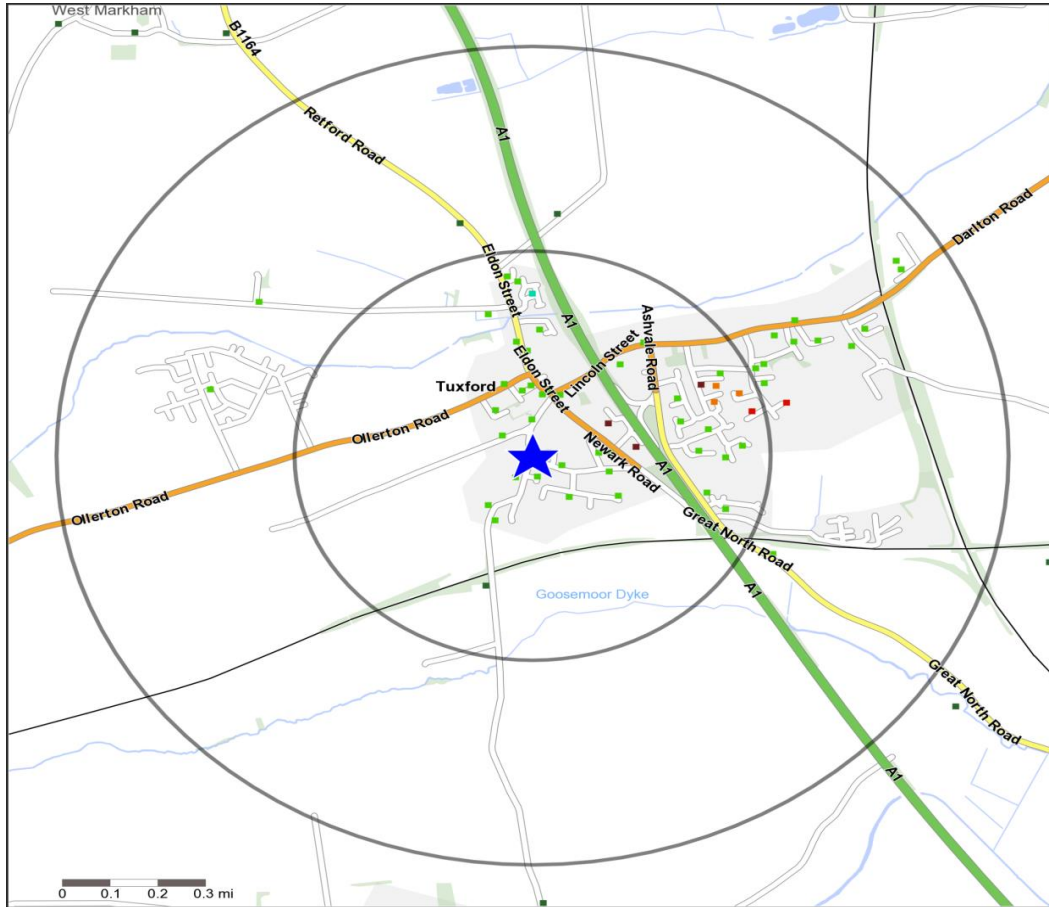 West Markham
B1164
Retford Road
A1
Darlton Road
Eldon Street
A1
Ashvale Road
Lincoln Street
Eldon Street
Tuxford
Ollerton Road
Newark Road
A1
Ollerton Road
Great North Road
A1
Goosemoor Dyke
Great North Road
A1
0 0.1 0.2 0.3 mi